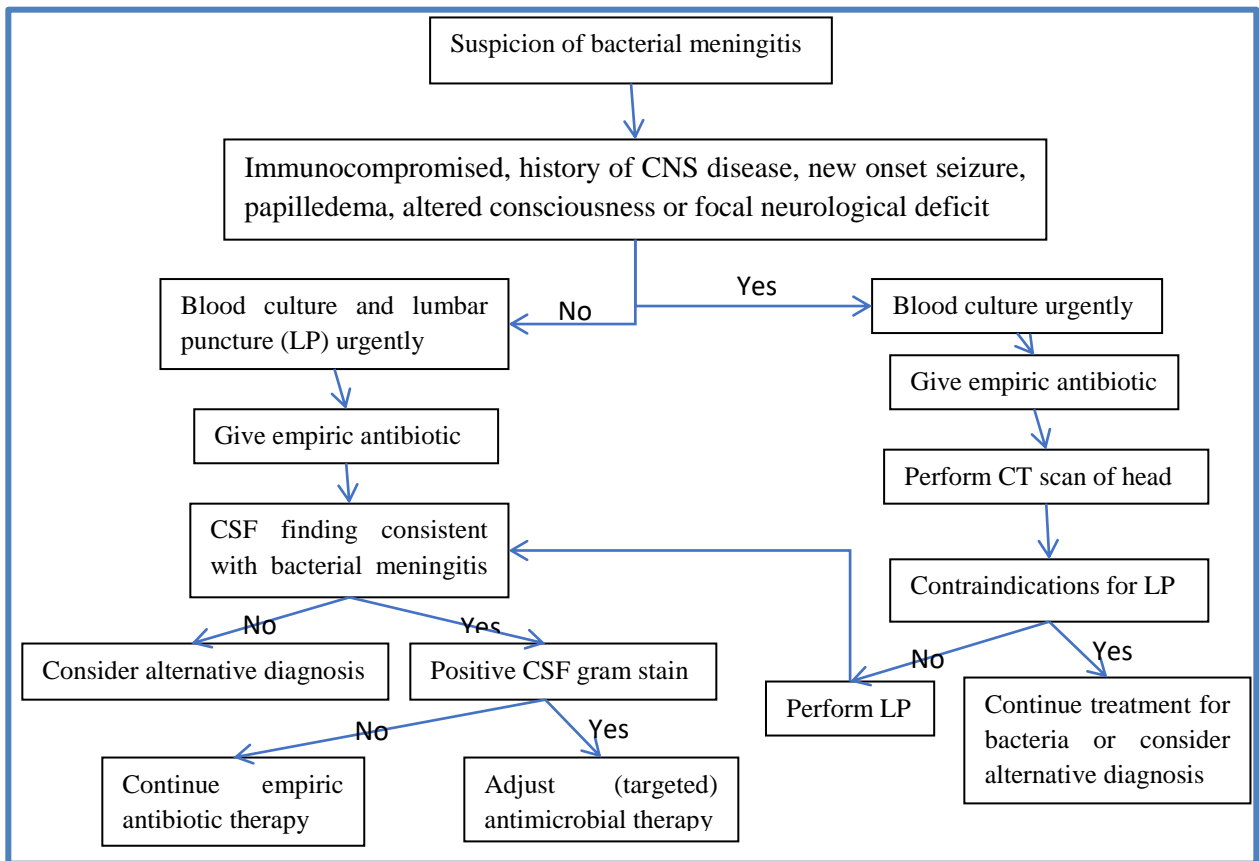 Suspicion of bacterial meningitis
Immunocompromised, history of CNS disease, new onset seizure,
papilledema, altered consciousness or focal neurological deficit
Yes
No
Blood culture and lumbar
puncture (LP) urgently
Blood culture urgently
Give empiric antibiotic
Give empiric antibiotic
Perform CT scan of head
CSF finding consistent
with bacterial meningitis
Contraindications for LP
No
Yes
No
Yes
Consider alternative diagnosis
Positive CSF gram stain
Perform LP
Continue treatment for
bacteria or consider
alternative diagnosis
No
Yes
Continue empiric
antibiotic therapy
Adjust (targeted)
antimicrobial therapy